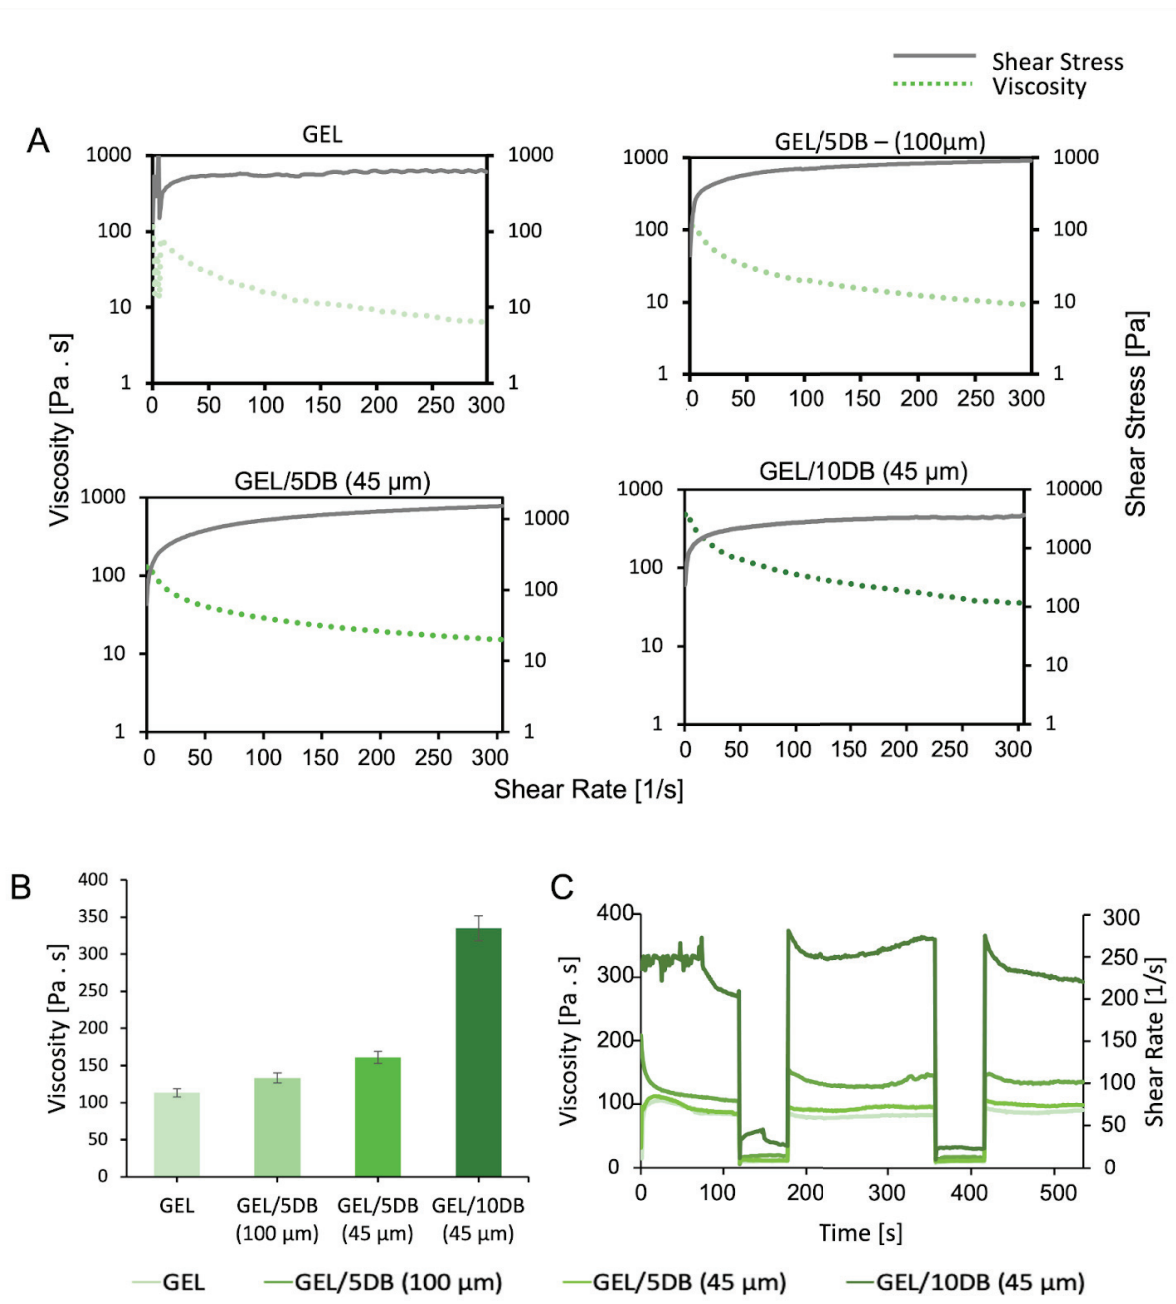 Shear Stress
Viscosity
A
GEL
GEL/5DB – (100µm)
1000
100
10
1
1000
100
10
1
0 50 100 150 200 250 300
1000
100
10
1
1000
100
10
1
0 50 100 150 200 250 300
Viscosity [Pa . s]
Shear Stress [Pa]
GEL/5DB (45 µm)
GEL/10DB (45 µm)
1000
100
10
1
1000
100
10
1
0 50 100 150 200 250 300
1000
100
10
1
10000
1000
100
10
1
0 50 100 150 200 250 300
Shear Rate [1/s]
B
Viscosity [Pa . s]
400
350
300
250
200
150
100
50
0
GEL GEL/5DB GEL/5DB GEL/10DB
(100 µm) (45 µm) (45 µm)
C
Viscosity [Pa . s]
400
300
200
100
0
300
250
200
150
100
50
0
Shear Rate [1/s]
0 100 200 300 400 500
Time [s]
GEL GEL/5DB (100 µm) GEL/5DB (45 µm) GEL/10DB (45 µm)